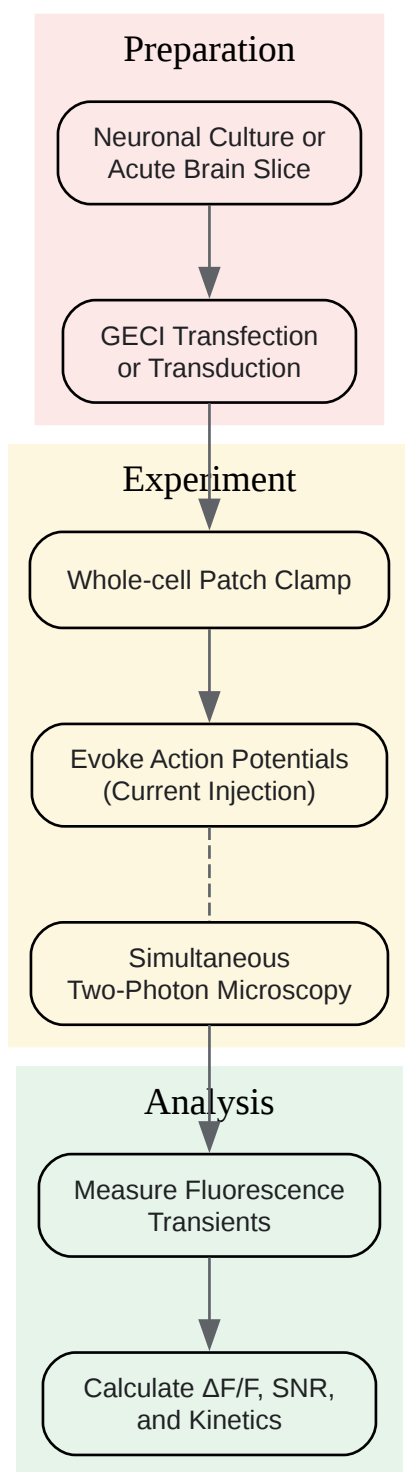 Preparation
Neuronal Culture or
Acute Brain Slice
GECI Transfection
or Transduction
Experiment
Whole-cell Patch Clamp
Evoke Action Potentials
(Current Injection)
Simultaneous
Two-Photon Microscopy
Analysis
Measure Fluorescence
Transients
Calculate ΔF/F, SNR,
and Kinetics